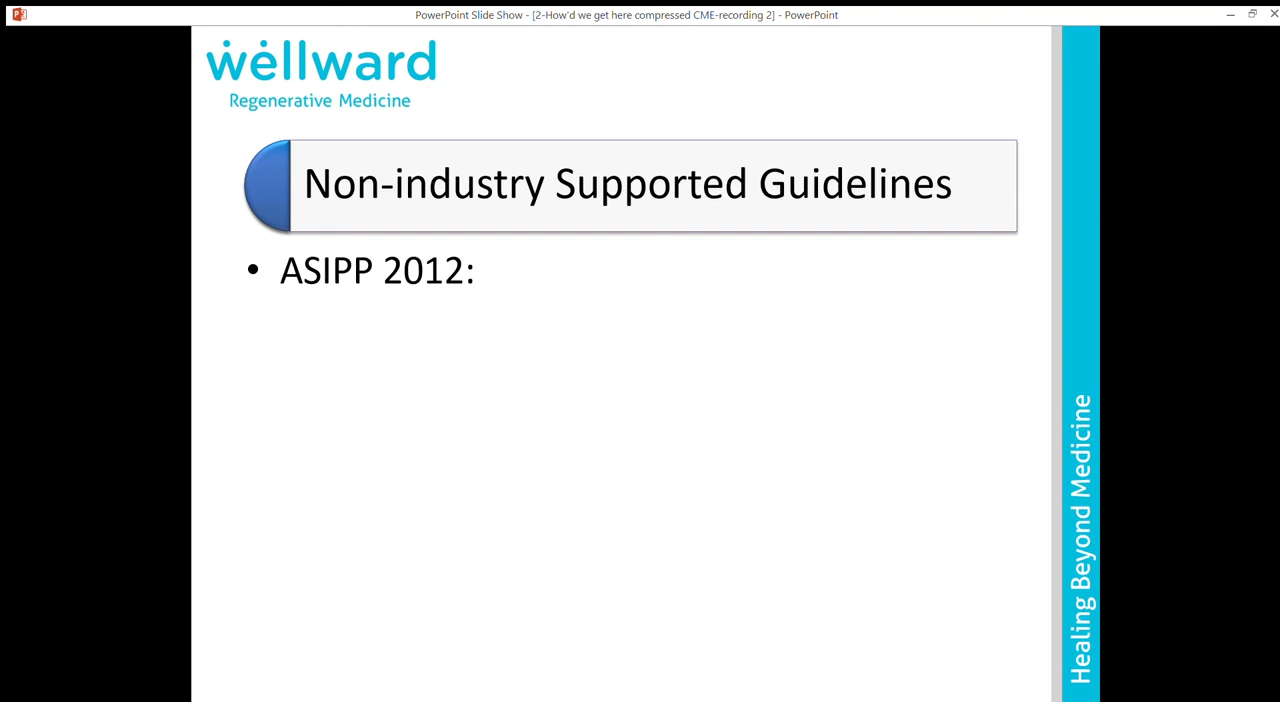 PowerPoint Slide Show - [2-How'd we get here compressed CME-recording 2] - PowerPoint
wellward
Regenerative Medicine
Non-industry Supported Guidelines
• ASIPP 2012:
Healing Beyond Medicine